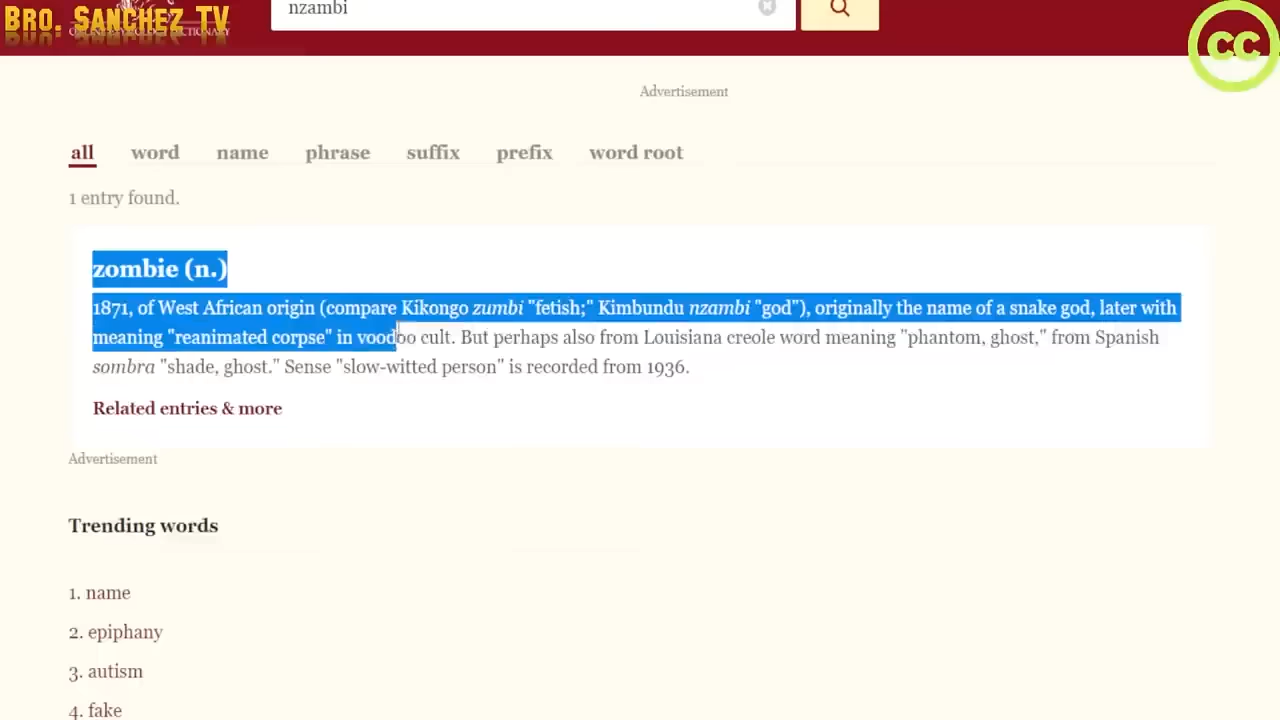 Bro. Sanchez TV
nzambi
CC
Advertisement
all word name phrase suffix prefix word root
1 entry found.
zombie (n.)
1871, of West African origin (compare Kikongo zumbi "fetish;" Kimbundu nzambi "god"), originally the name of a snake god, later with
meaning "reanimated corpse" in voodoo cult. But perhaps also from Louisiana creole word meaning "phantom, ghost," from Spanish
sombra "shade, ghost." Sense "slow-witted person" is recorded from 1936.
Related entries & more
Advertisement
Trending words
1. name
2. epiphany
3. autism
4. fake